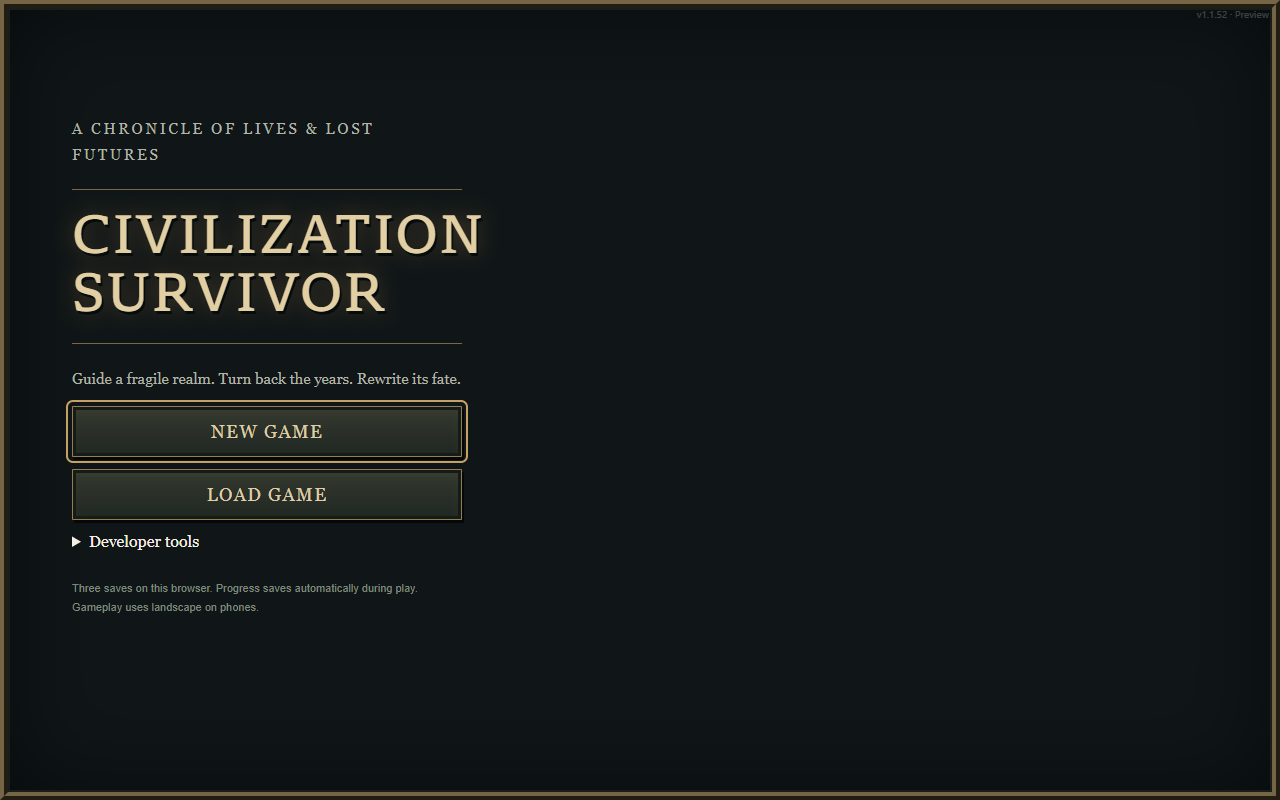 v1.1.52 · Preview
A CHRONICLE OF LIVES & LOST
FUTURES
CIVILIZATION
SURVIVOR
Guide a fragile realm. Turn back the years. Rewrite its fate.
NEW GAME
LOAD GAME
Developer tools
Three saves on this browser. Progress saves automatically during play.
Gameplay uses landscape on phones.